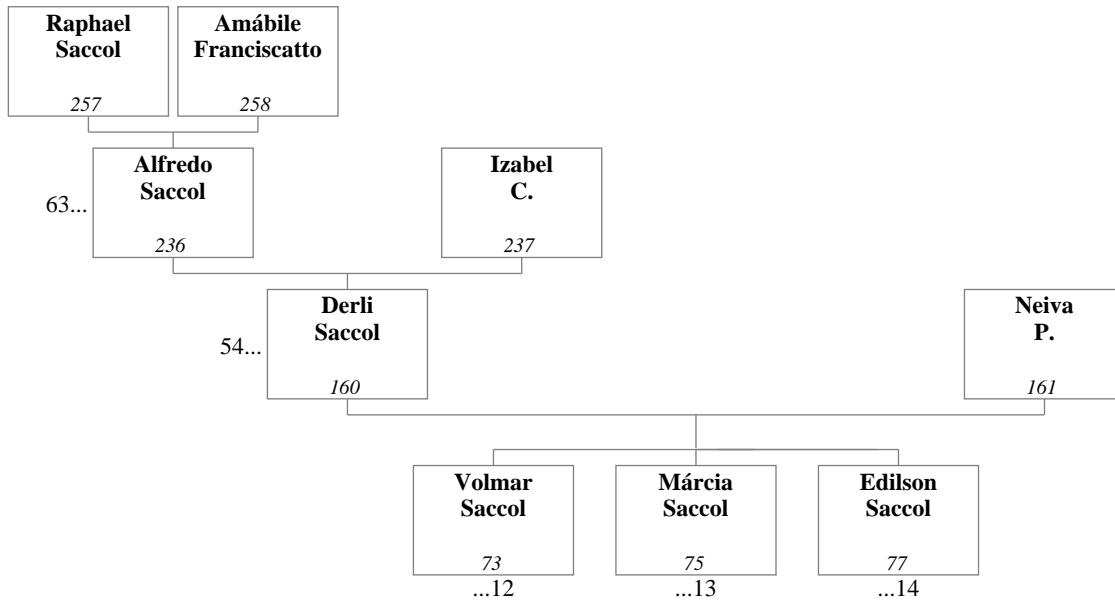 Raphael
Saccol
257
Amábile
Franciscatto
258
Alfredo
Saccol
63...
236
Izabel
C.
237
Derli
Saccol
54...
160
Neiva
P.
161
Volmar
Saccol
73
...12
Márcia
Saccol
75
...13
Edilson
Saccol
77
...14